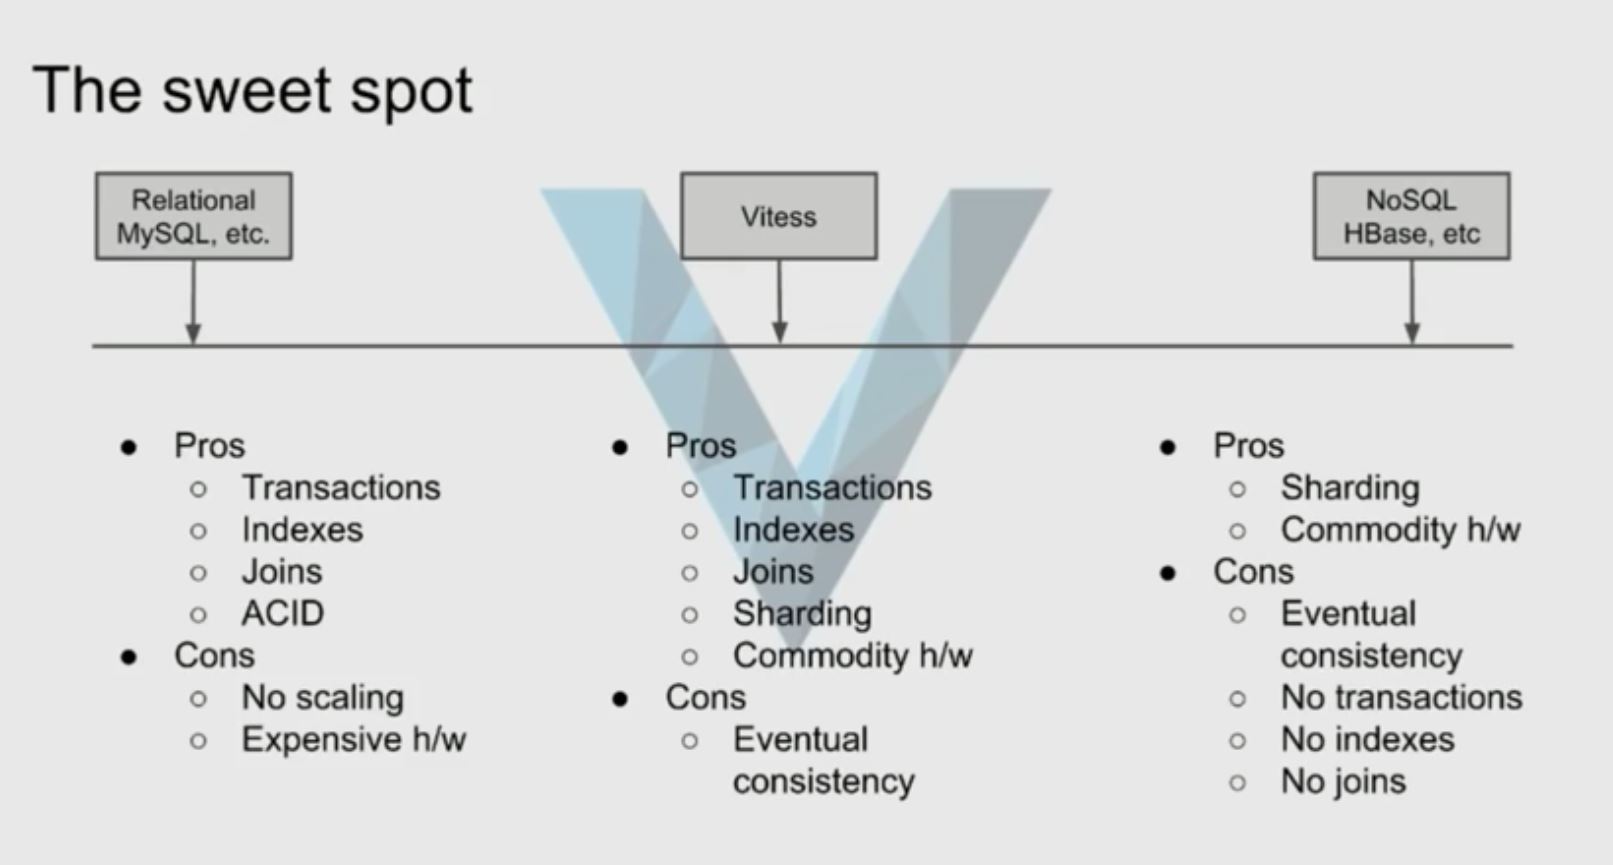 The sweet spot
Relational
MySQL, etc.
Vitess
NoSQL
HBase, etc
● Pros
○ Transactions
○ Indexes
○ Joins
○ ACID
● Cons
○ No scaling
○ Expensive h/w
● Pros
○ Transactions
○ Indexes
○ Joins
○ Sharding
○ Commodity h/w
● Cons
○ Eventual
consistency
● Pros
○ Sharding
○ Commodity h/w
● Cons
○ Eventual
consistency
○ No transactions
○ No indexes
○ No joins